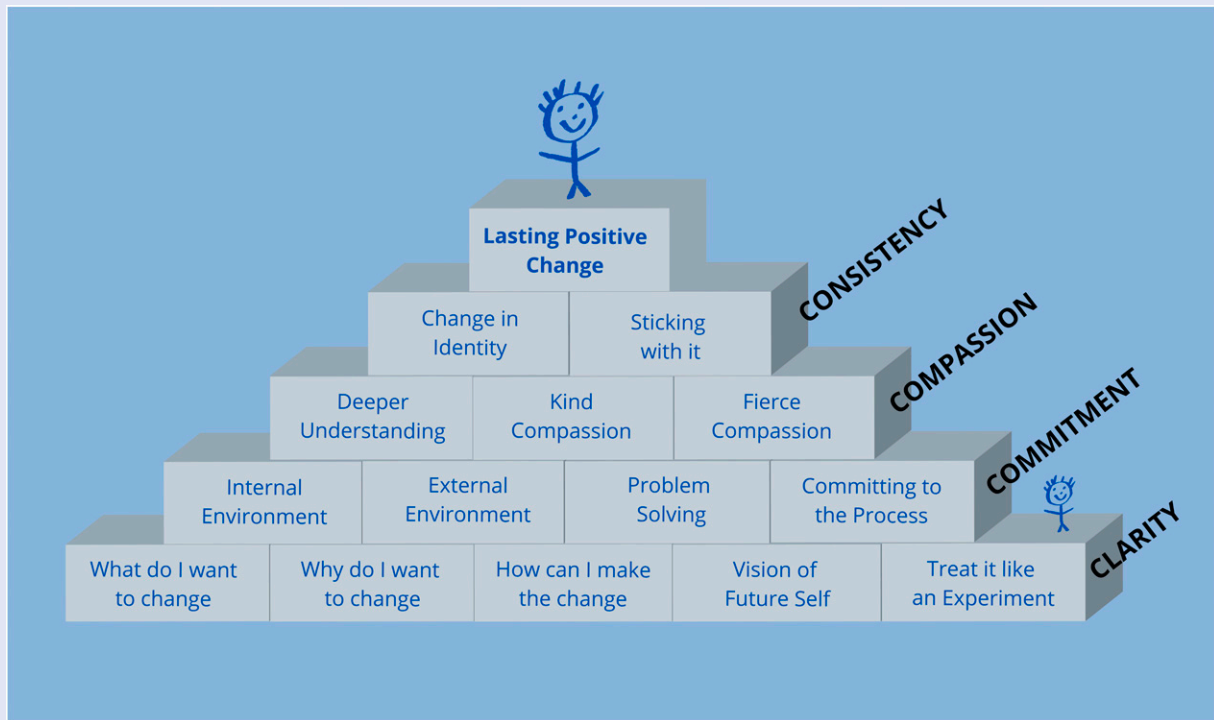 Lasting Positive
Change
CONSISTENCY
Change in
Identity
Sticking
with it
COMPASSION
Deeper
Understanding
Kind
Compassion
Fierce
Compassion
COMMITMENT
Internal
Environment
External
Environment
Problem
Solving
Committing to
the Process
CLARITY
What do I want
to change
Why do I want
to change
How can I make
the change
Vision of
Future Self
Treat it like
an Experiment